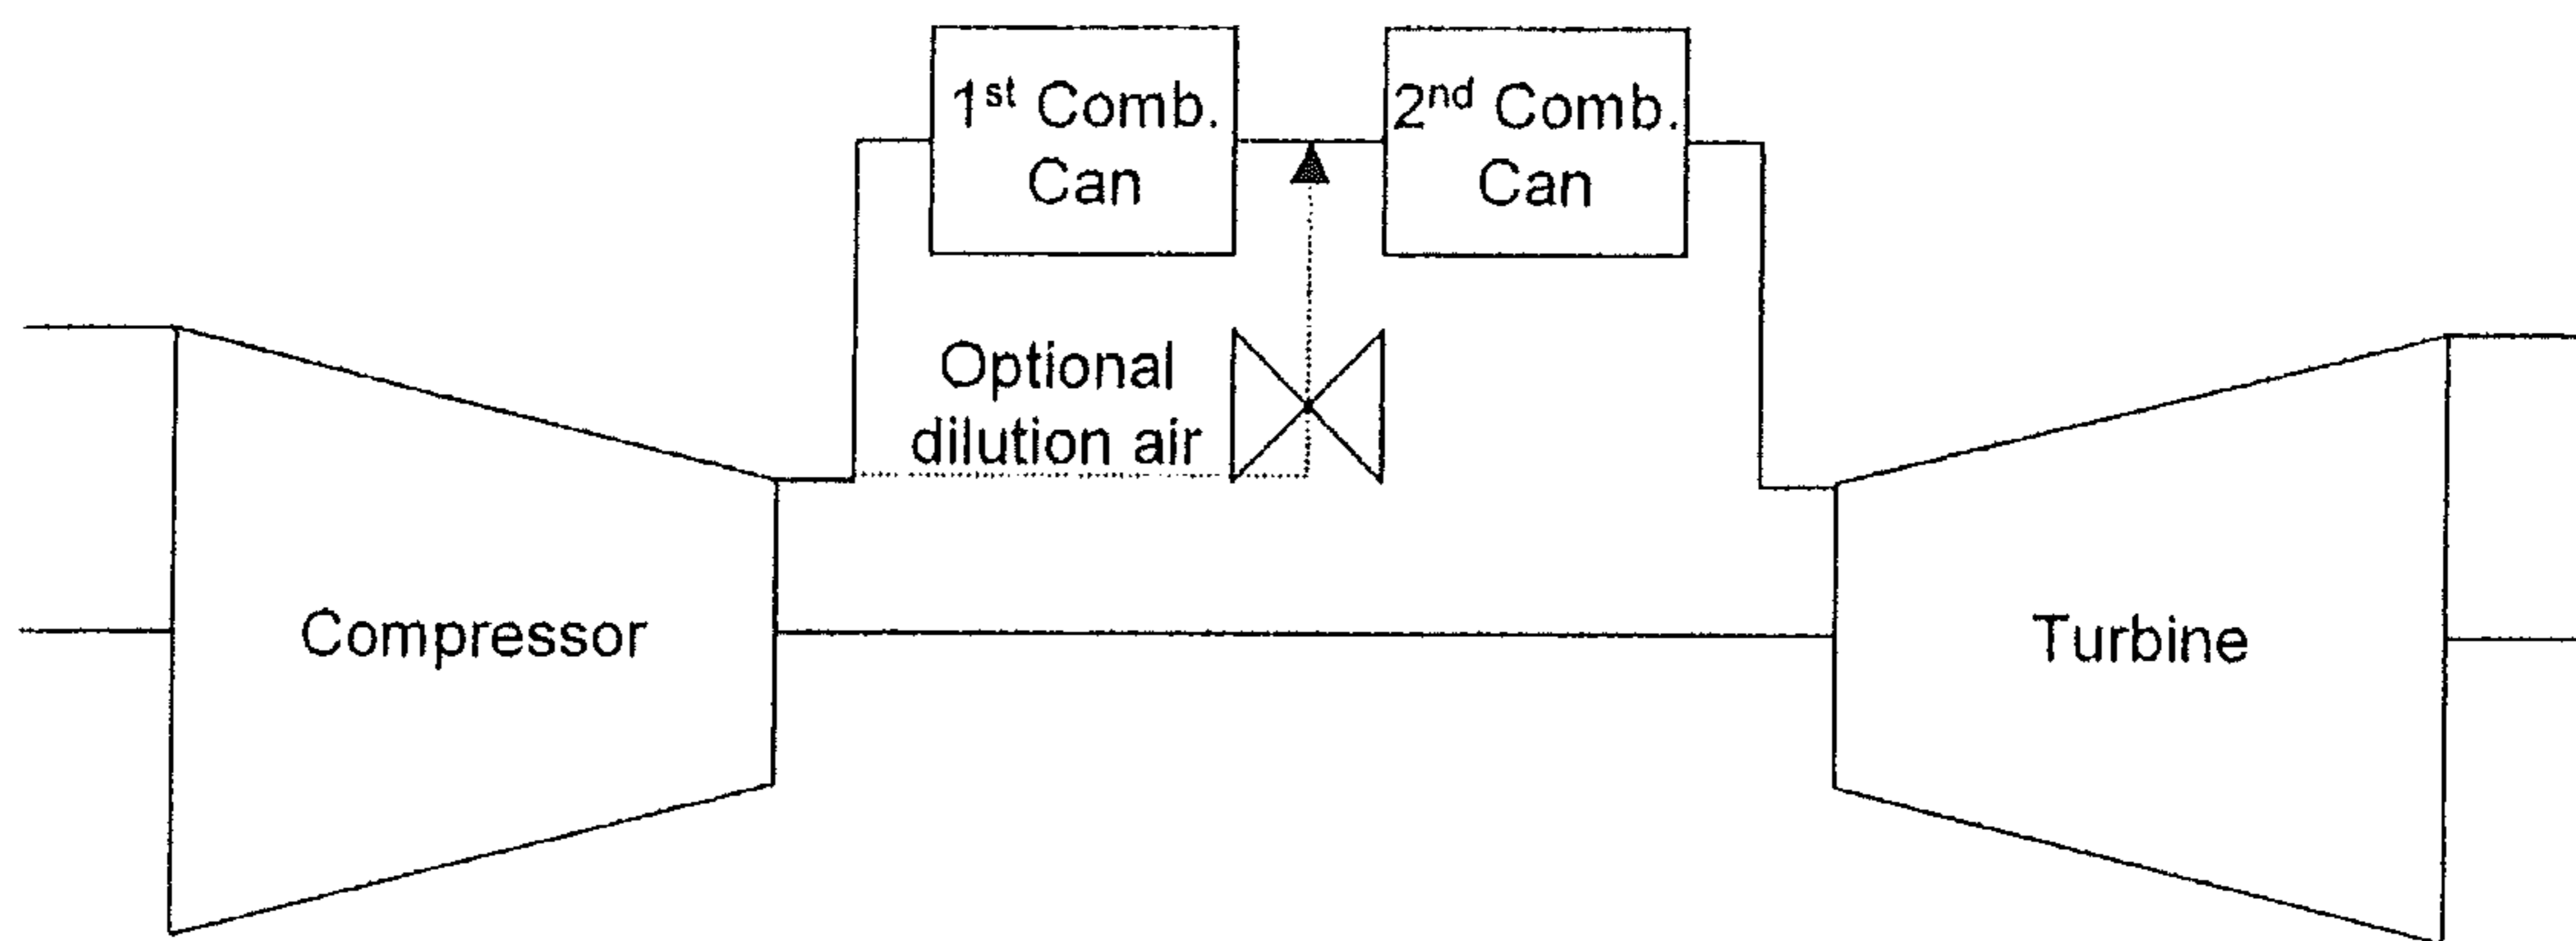 1st Comb.
Can
2nd Comb.
Can
Optional
dilution air
Compressor
Turbine